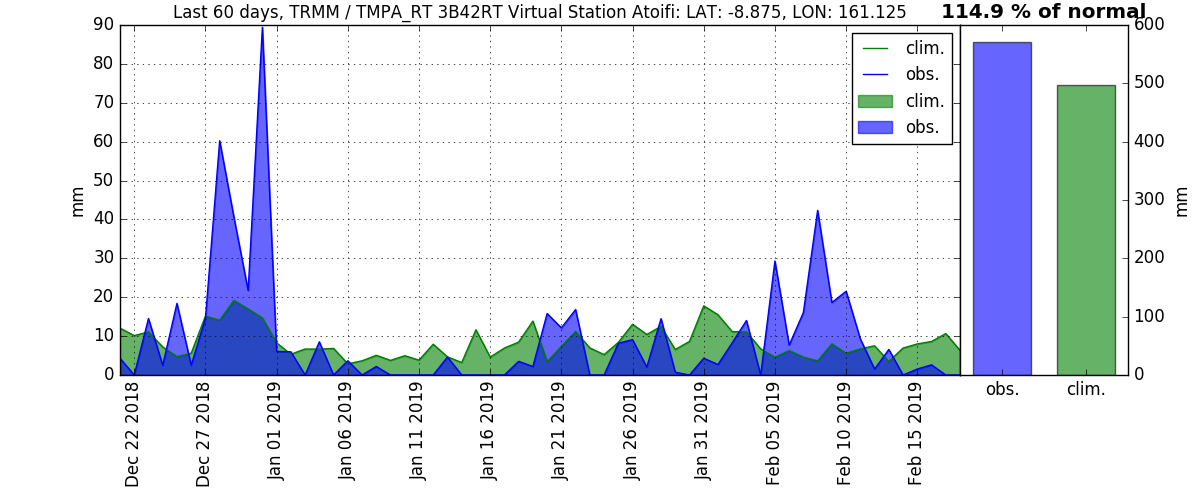 Last 60 days, TRMM / TMPA_RT 3B42RT Virtual Station Atoifi: LAT: -8.875, LON: 161.125
114.9 % of normal
90
80
70
60
50
40
30
20
10
0
mm
clim.
obs.
clim.
obs.
600
500
400
300
200
100
0
mm
Dec 22 2018
Dec 27 2018
Jan 01 2019
Jan 06 2019
Jan 11 2019
Jan 16 2019
Jan 21 2019
Jan 26 2019
Jan 31 2019
Feb 05 2019
Feb 10 2019
Feb 15 2019
obs.
clim.